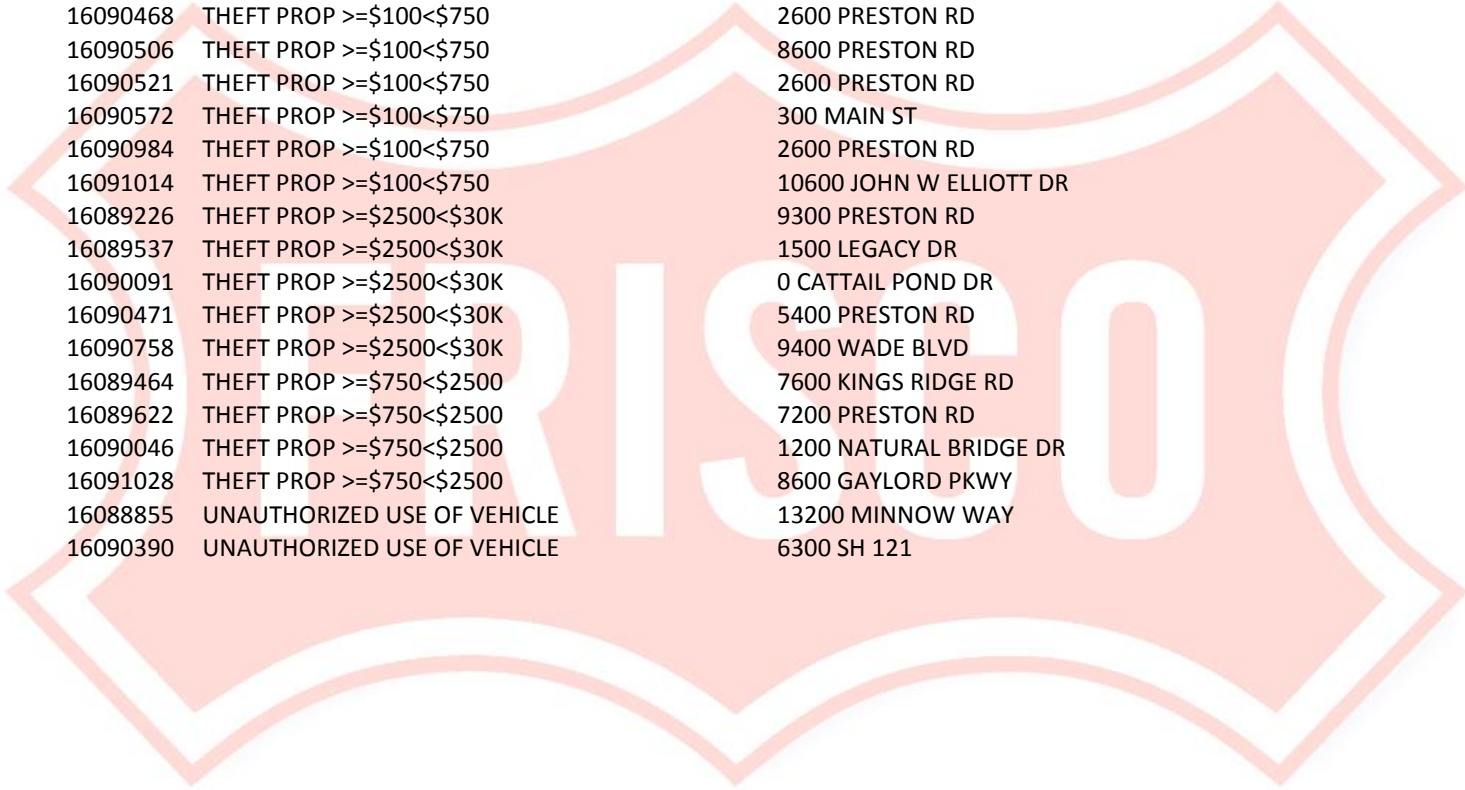 16090468 THEFT PROP >=$100<$750 2600 PRESTON RD
16090506 THEFT PROP >=$100<$750 8600 PRESTON RD
16090521 THEFT PROP >=$100<$750 2600 PRESTON RD
16090572 THEFT PROP >=$100<$750 300 MAIN ST
16090984 THEFT PROP >=$100<$750 2600 PRESTON RD
16091014 THEFT PROP >=$100<$750 10600 JOHN W ELLIOTT DR
16089226 THEFT PROP >=$2500<$30K 9300 PRESTON RD
16089537 THEFT PROP >=$2500<$30K 1500 LEGACY DR
16090091 THEFT PROP >=$2500<$30K 0 CATTAIL POND DR
16090471 THEFT PROP >=$2500<$30K 5400 PRESTON RD
16090758 THEFT PROP >=$2500<$30K 9400 WADE BLVD
16089464 THEFT PROP >=$750<$2500 7600 KINGS RIDGE RD
16089622 THEFT PROP >=$750<$2500 7200 PRESTON RD
16090046 THEFT PROP >=$750<$2500 1200 NATURAL BRIDGE DR
16091028 THEFT PROP >=$750<$2500 8600 GAYLORD PKWY
16088855 UNAUTHORIZED USE OF VEHICLE 13200 MINNOW WAY
16090390 UNAUTHORIZED USE OF VEHICLE 6300 SH 121
FRISCO